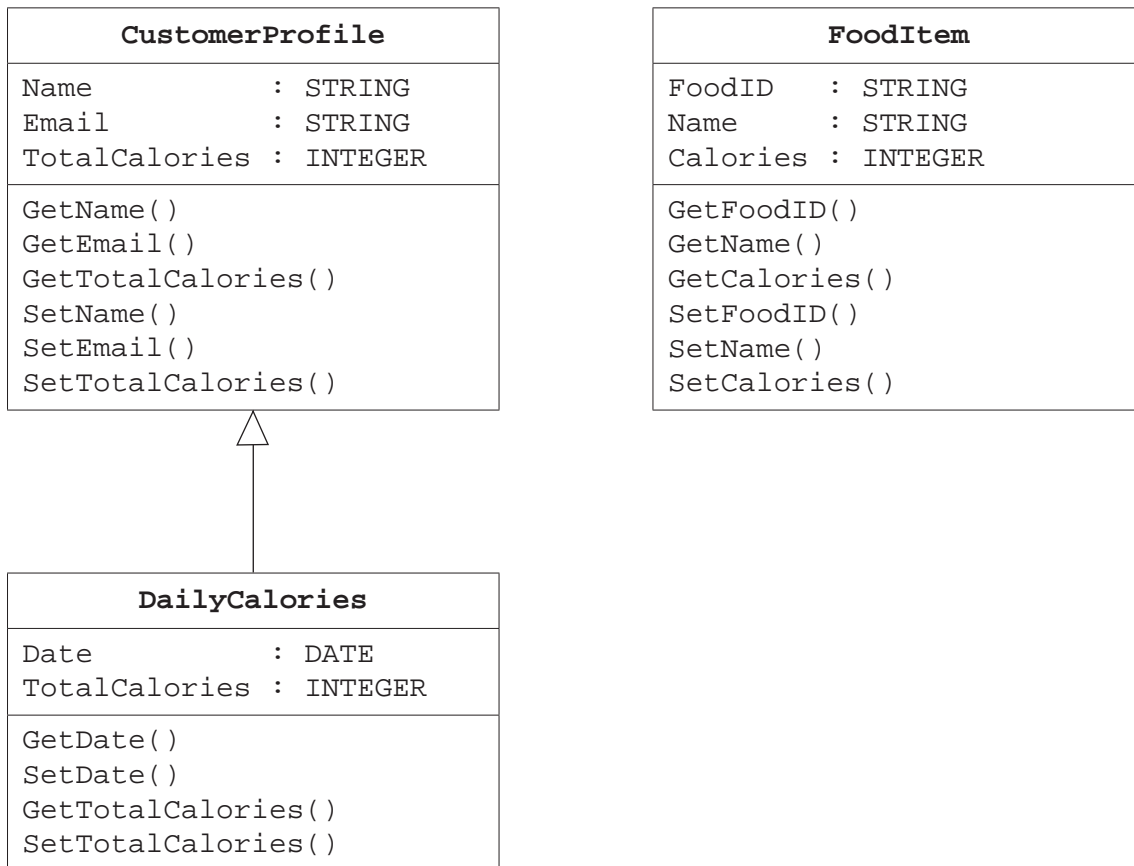 CustomerProfile
Name : STRING
Email : STRING
TotalCalories : INTEGER
GetName()
GetEmail()
GetTotalCalories()
SetName()
SetEmail()
SetTotalCalories()
FoodItem
FoodID : STRING
Name : STRING
Calories : INTEGER
GetFoodID()
GetName()
GetCalories()
SetFoodID()
SetName()
SetCalories()
DailyCalories
Date : DATE
TotalCalories : INTEGER
GetDate()
SetDate()
GetTotalCalories()
SetTotalCalories()